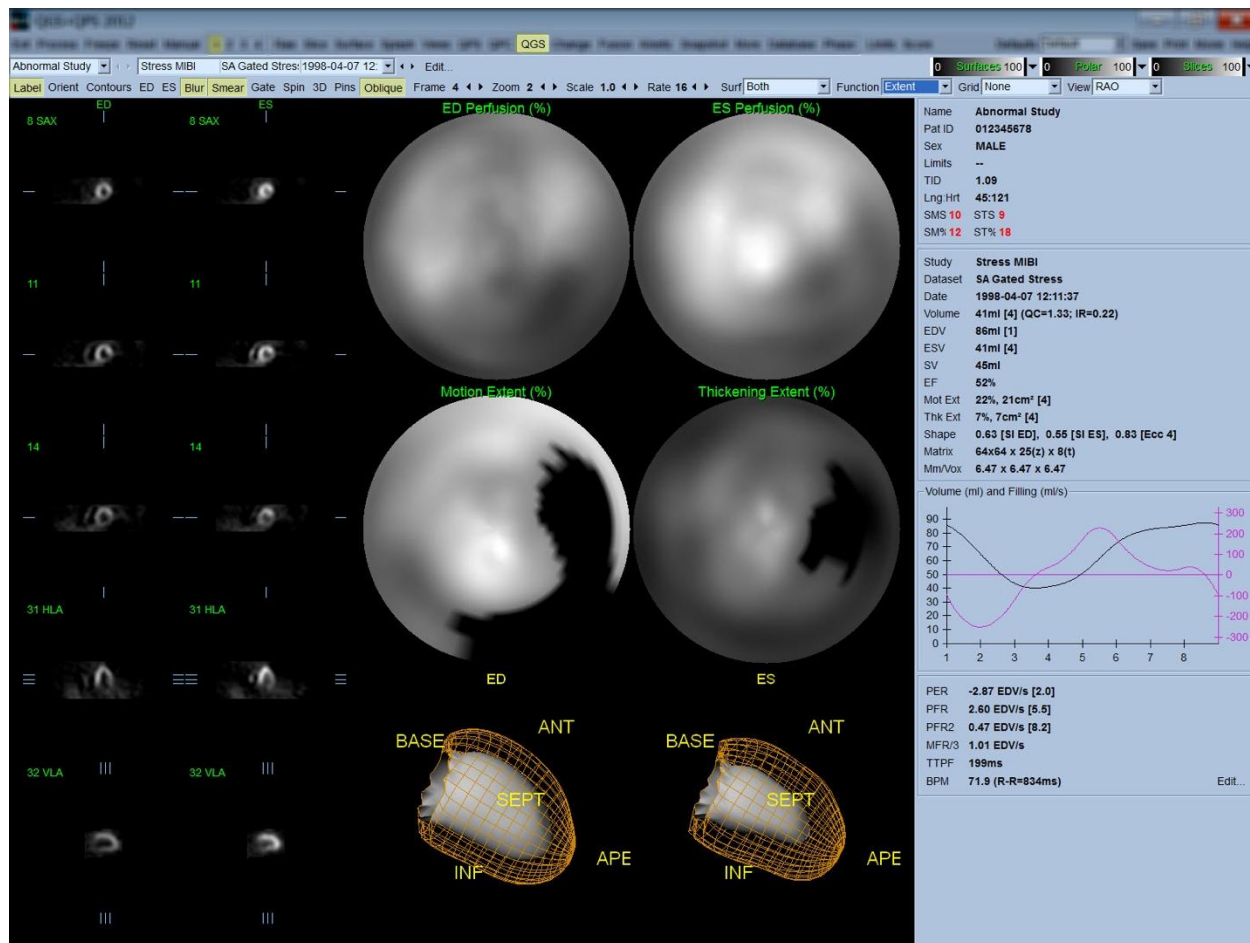 QGS+QPS 2012
QGS
Abnormal Study Stress MIBI SA Gated Stres: 1998-04-07 12: Edit...
0 Surfaces 100 0 Polar 100 0 Slices 100
Label Orient Contours ED ES Blur Smear Gate Spin 3D Pins Oblique Frame 4 Zoom 2 Scale 1.0 Rate 16 Surf Both Function Extent Grid None View RAO
ED ES
8 SAX 8 SAX
11 11
14 14
31 HLA 31 HLA
32 VLA 32 VLA
ED Perfusion (%) ES Perfusion (%)
Motion Extent (%) Thickening Extent (%)
ED ES
BASE ANT SEPT INF APE
BASE ANT SEPT INF APE
Name Abnormal Study
Pat ID 012345678
Sex MALE
Limits --
TID 1.09
Lng:Hrt 45:121
SMS 10 STS 9
SM% 12 ST% 18
Study Stress MIBI
Dataset SA Gated Stress
Date 1998-04-07 12:11:37
Volume 41ml [4] (QC=1.33; IR=0.22)
EDV 86ml [1]
ESV 41ml [4]
SV 45ml
EF 52%
Mot Ext 22%, 21cm² [4]
Thk Ext 7%, 7cm² [4]
Shape 0.63 [SI ED], 0.55 [SI ES], 0.83 [Ecc 4]
Matrix 64x64 x 25(z) x 8(t)
Mm/Vox 6.47 x 6.47 x 6.47
Volume (ml) and Filling (ml/s)
90 300
80 200
70 100
60 0
50 -100
40 -200
30 -300
20
10
0
1 2 3 4 5 6 7 8
PER -2.87 EDV/s [2.0]
PFR 2.60 EDV/s [5.5]
PFR2 0.47 EDV/s [8.2]
MFR/3 1.01 EDV/s
TTPF 199ms
BPM 71.9 (R-R=834ms) Edit...